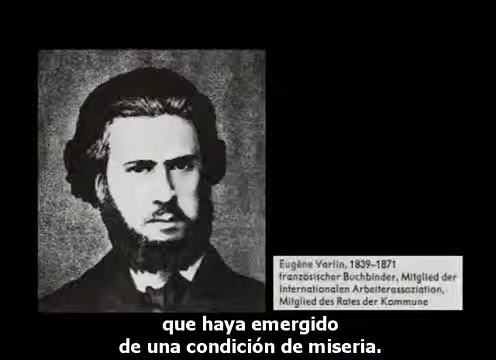 Eugène Varlin, 1839–1871
französischer Buchbinder, Mitglied der
Internationalen Arbeiterassoziation,
Mitglied des Rates der Kommune
que haya emergido
de una condición de miseria.